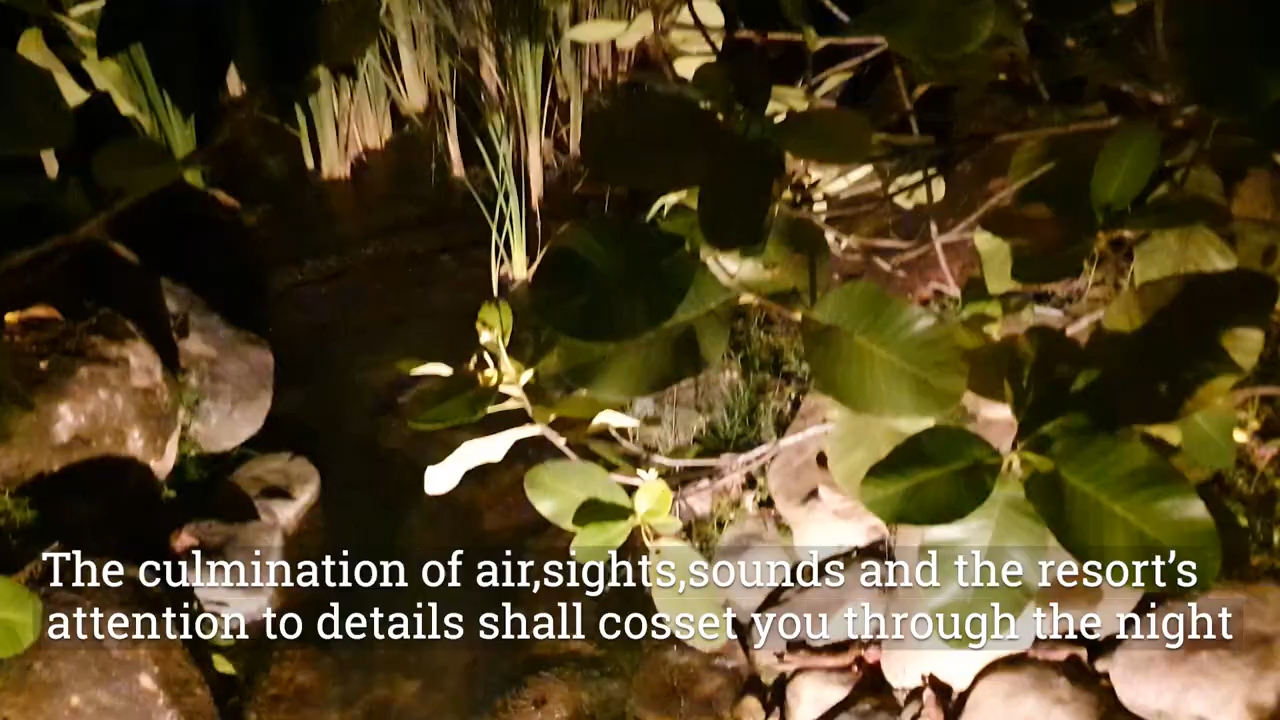 The culmination of air,sights,sounds and the resort’s
attention to details shall cosset you through the night